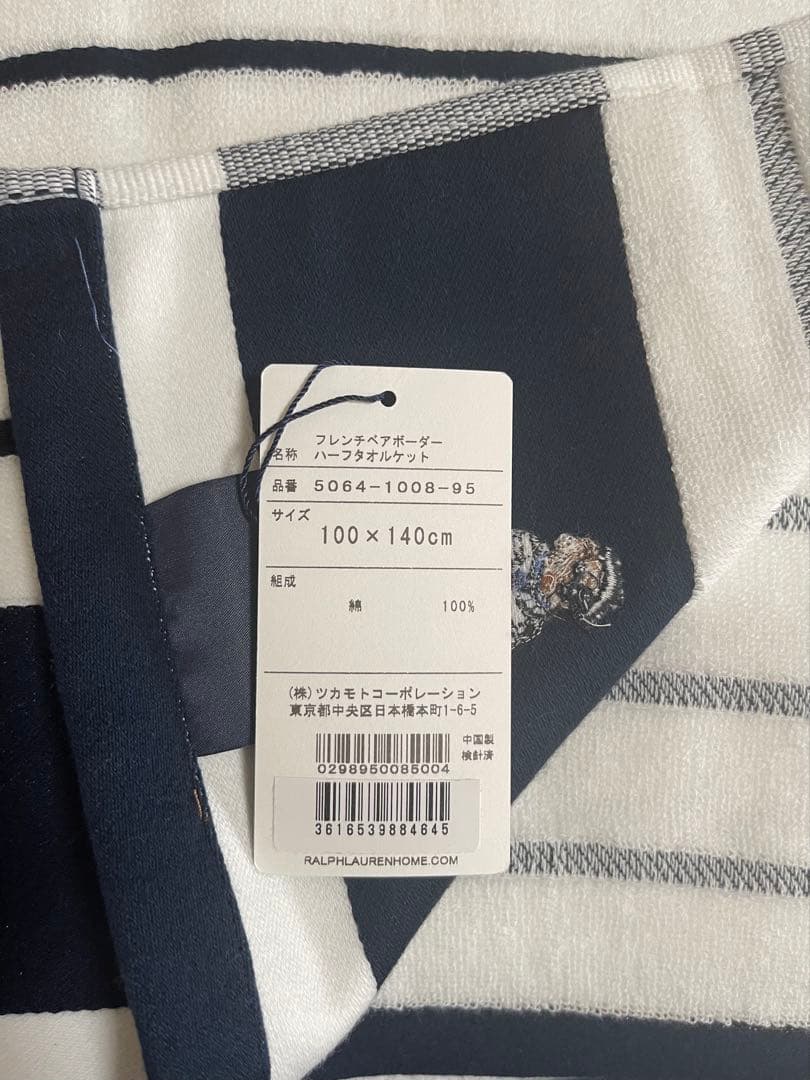 フレンチベアボーダー
名称 ハーフタオルケット
品番 5064-1008-95
サイズ
100×140cm
組成
綿 100%
(株)ツカモトコーポレーション
東京都中央区日本橋本町1-6-5
中国製
検針済
0298950085004
3616539884645
RALPHLAURENHOME.COM